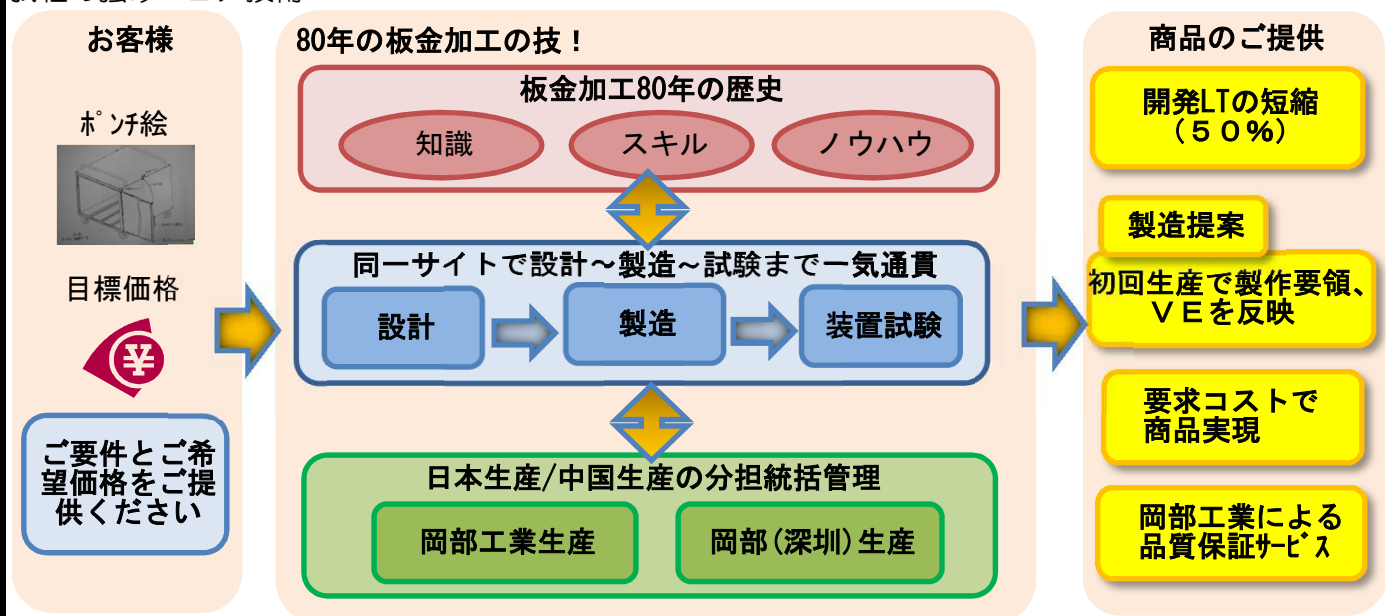 お客様
ﾎﾟﾝﾁ絵
目標価格
¥
ご要件とご希
望価格をご提
供ください
80年の板金加工の技！
板金加工80年の歴史
知識
スキル
ノウハウ
同一サイトで設計～製造～試験まで一気通貫
設計
製造
装置試験
日本生産/中国生産の分担統括管理
岡部工業生産
岡部(深圳)生産
商品のご提供
開発LTの短縮
（５０％）
製造提案
初回生産で製作要領、
ＶＥを反映
要求コストで
商品実現
岡部工業による
品質保証ｻｰﾋﾞｽ